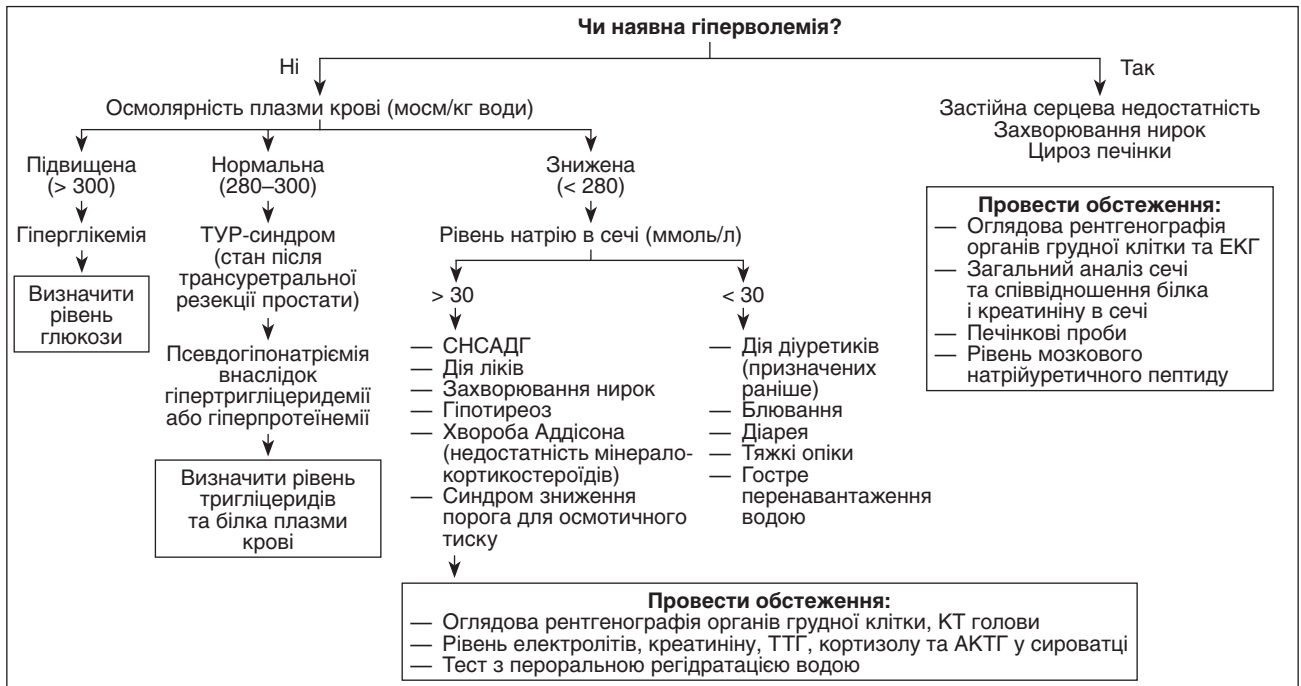 Чи наявна гіперволемія?
Ні
Так
Осмолярність плазми крові (мосм/кг води)
Підвищена
(> 300)
Гіперглікемія
Визначити
рівень
глюкози
Нормальна
(280–300)
ТУР-синдром
(стан після
трансуретральної
резекції простати)
Псевдогіпонатріємія
внаслідок
гіпертригліцеридемії
або гіперпротеїнемії
Визначити рівень
тригліцеридів
та білка плазми
крові
Знижена
(< 280)
Рівень натрію в сечі (ммоль/л)
> 30
— СНСАДГ
— Дія ліків
— Захворювання нирок
— Гіпотиреоз
— Хвороба Аддісона
(недостатність мінерало-
кортикостероїдів)
— Синдром зниження
порога для осмотичного
тиску
< 30
— Дія діуретиків
(призначених
раніше)
— Блювання
— Діарея
— Тяжкі опіки
— Гостре
перенавантаження
водою
Провести обстеження:
— Оглядова рентгенографія органів грудної клітки, КТ голови
— Рівень електролітів, креатиніну, ТТГ, кортизолу та АКТГ у сироватці
— Тест з пероральною регідратацією водою
Застійна серцева недостатність
Захворювання нирок
Цироз печінки
Провести обстеження:
— Оглядова рентгенографія
органів грудної клітки та ЕКГ
— Загальний аналіз сечі
та співвідношення білка
і креатиніну в сечі
— Печінкові проби
— Рівень мозкового
натрійуретичного пептиду